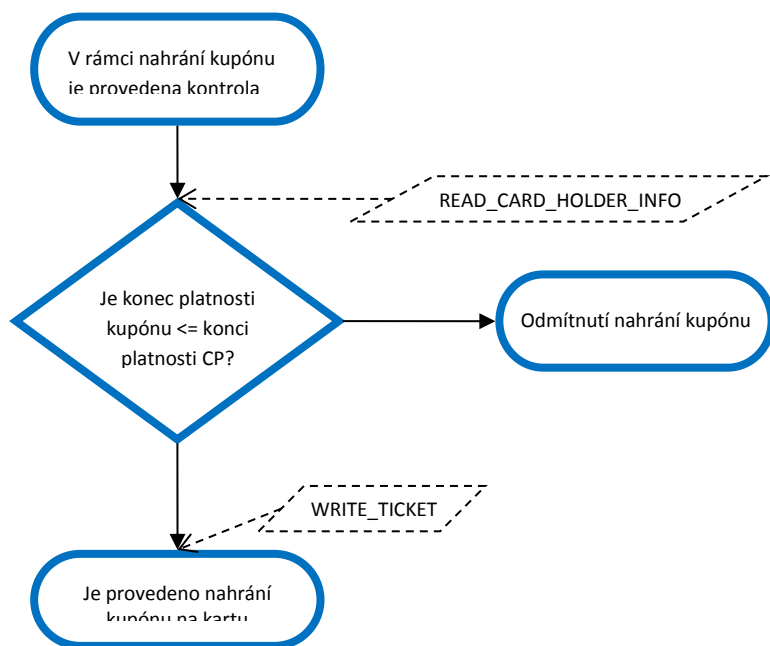 V rámci nahrání kupónu
je provedena kontrola
READ_CARD_HOLDER_INFO
Je konec platnosti
kupónu <= konci
platnosti CP?
Odmítnutí nahrání kupónu
WRITE_TICKET
Je provedeno nahrání
kupónu na kartu